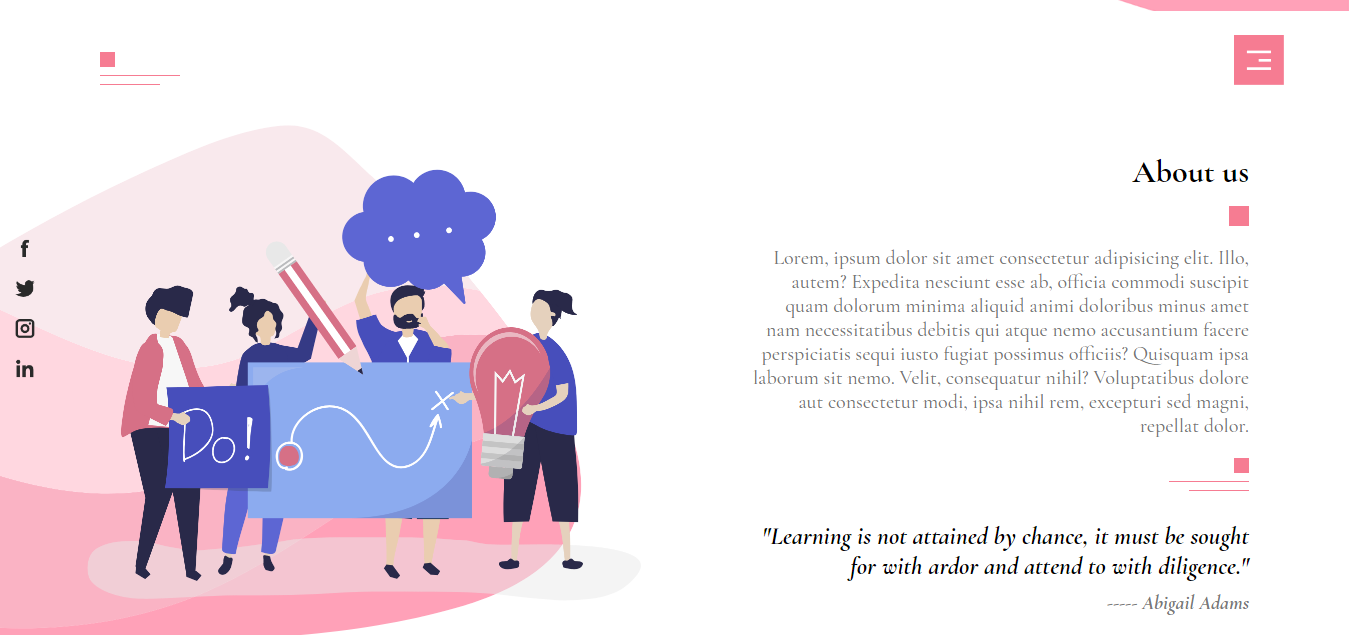 About us
Lorem, ipsum dolor sit amet consectetur adipisicing elit. Illo,
autem? Expedita nesciunt esse ab, officia commodi suscipit
quam dolorum minima aliquid animi doloribus minus amet
nam necessitatibus debitis qui atque nemo accusantium facere
perspiciatis sequi iusto fugiat possimus officiis? Quisquam ipsa
laborum sit nemo. Velit, consequatur nihil? Voluptatibus dolore
aut consectetur modi, ipsa nihil rem, excepturi sed magni,
repellat dolor.
Do!
"Learning is not attained by chance, it must be sought
for with ardor and attend to with diligence."
----- Abigail Adams